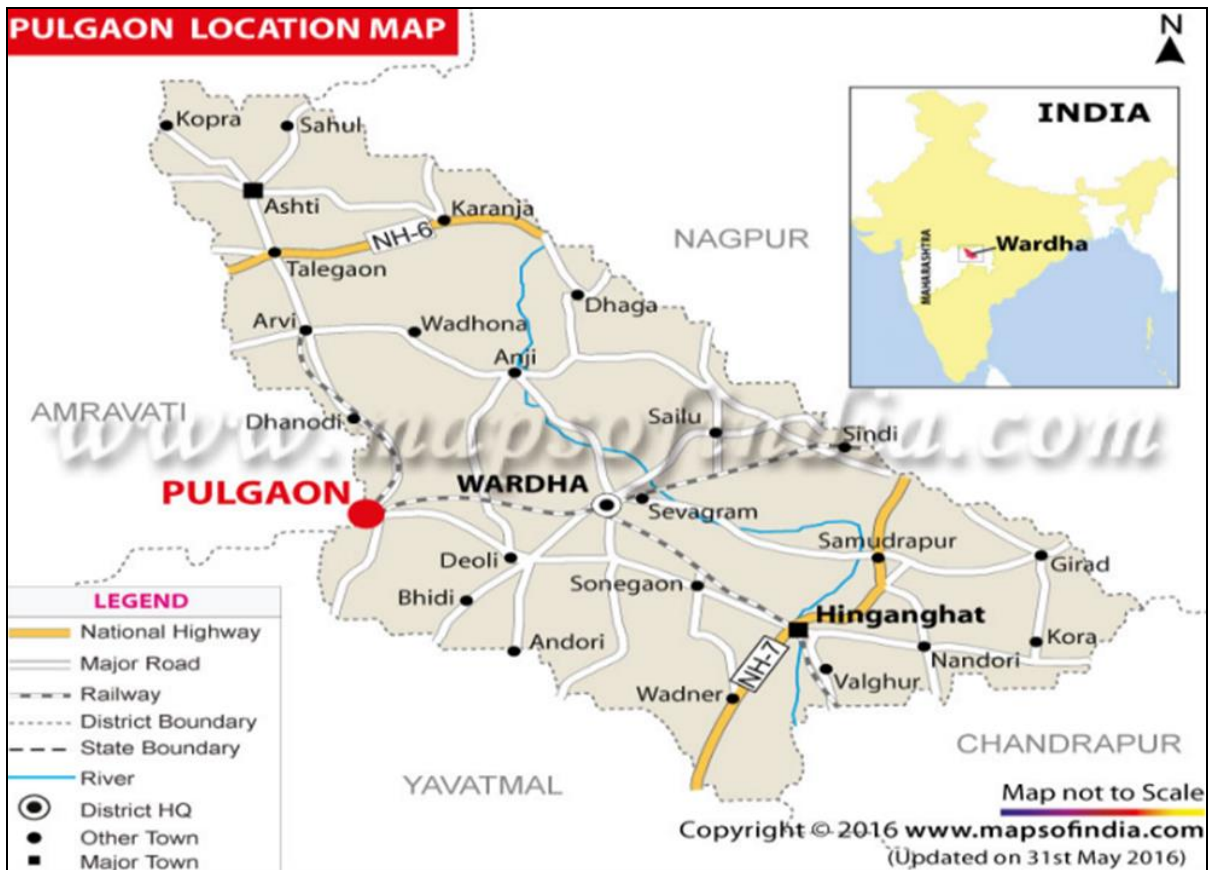 PULGAON LOCATION MAP
N
Kopra
Sahul
INDIA
Ashti
Karanja
NH-6
NAGPUR
MAHARASHTRA
Wardha
Talegaon
Dhaga
Arvi
Wadhona
Anji
AMRAVATI
Dhanodi
Sailu
Sindi
www.mapsofindia.com
PULGAON
WARDHA
Sevagram
Deoli
Samudrapur
Girad
Bhidi
Sonegaon
Hinganghat
Andori
Kora
Nandori
NH-7
Valghur
Wadner
YAVATMAL
CHANDRAPUR
LEGEND
National Highway
Major Road
Railway
District Boundary
State Boundary
River
District HQ
Other Town
Major Town
Map not to Scale
Copyright © 2016 www.mapsofindia.com
(Updated on 31st May 2016)